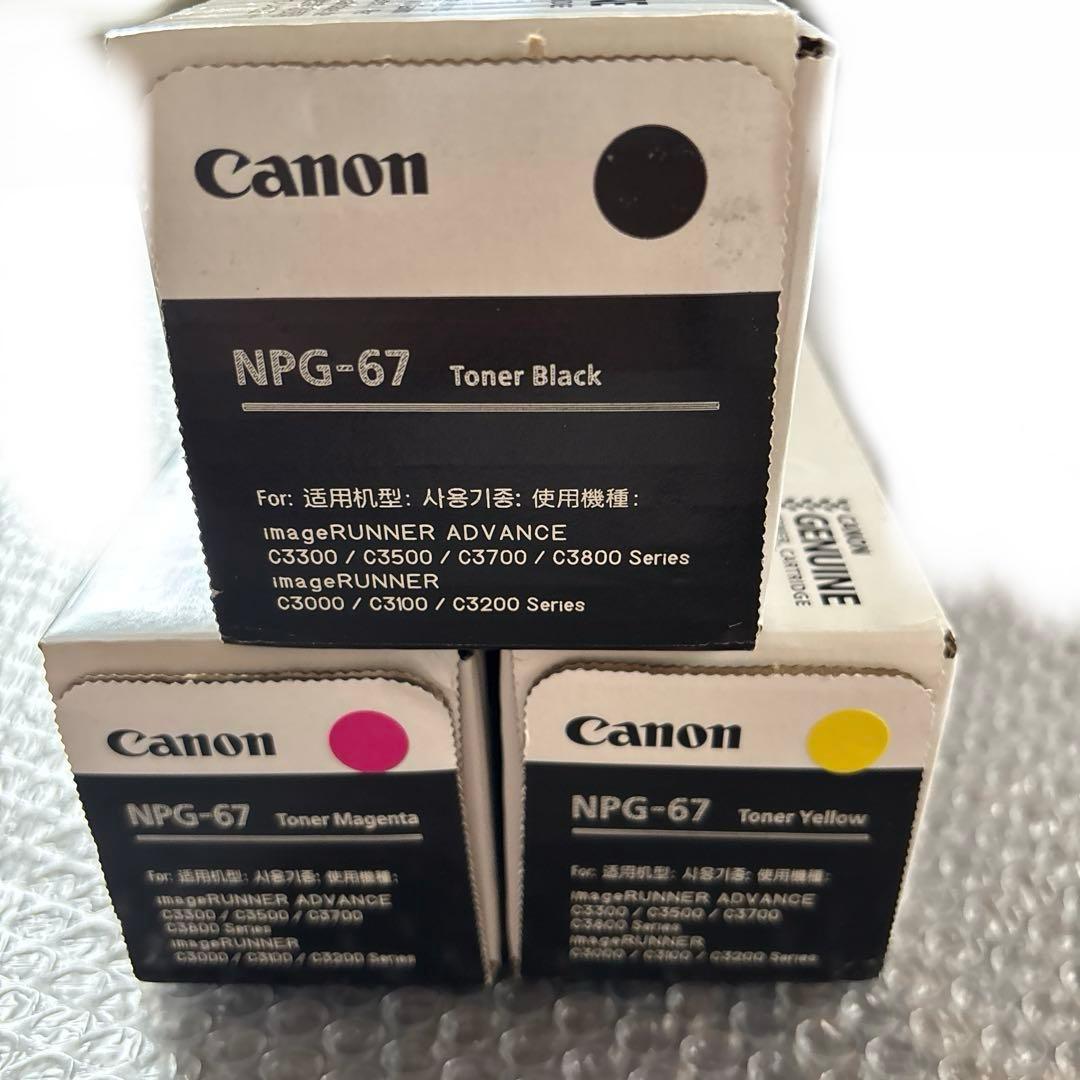 Canon
NPG-67 Toner Black
For: 适用机型: 사용기종: 使用機種:
imageRUNNER ADVANCE
C3300 / C3500 / C3700 / C3800 Series
imageRUNNER
C3000 / C3100 / C3200 Series
CANON
GENUINE
CARTRIDGE
Canon
NPG-67 Toner Magenta
For: 适用机型: 사용기종: 使用機種:
imageRUNNER ADVANCE
C3300 / C3500 / C3700
Series
imageRUNNER
C3000 / C3100 / C3200 Series
Canon
NPG-67 Toner Yellow
For: 适用机型: 사용기종: 使用機種:
imageRUNNER ADVANCE
C3300 / C3500 / C3700
Series
imageRUNNER
C3000 / C3100 / C3200 Series